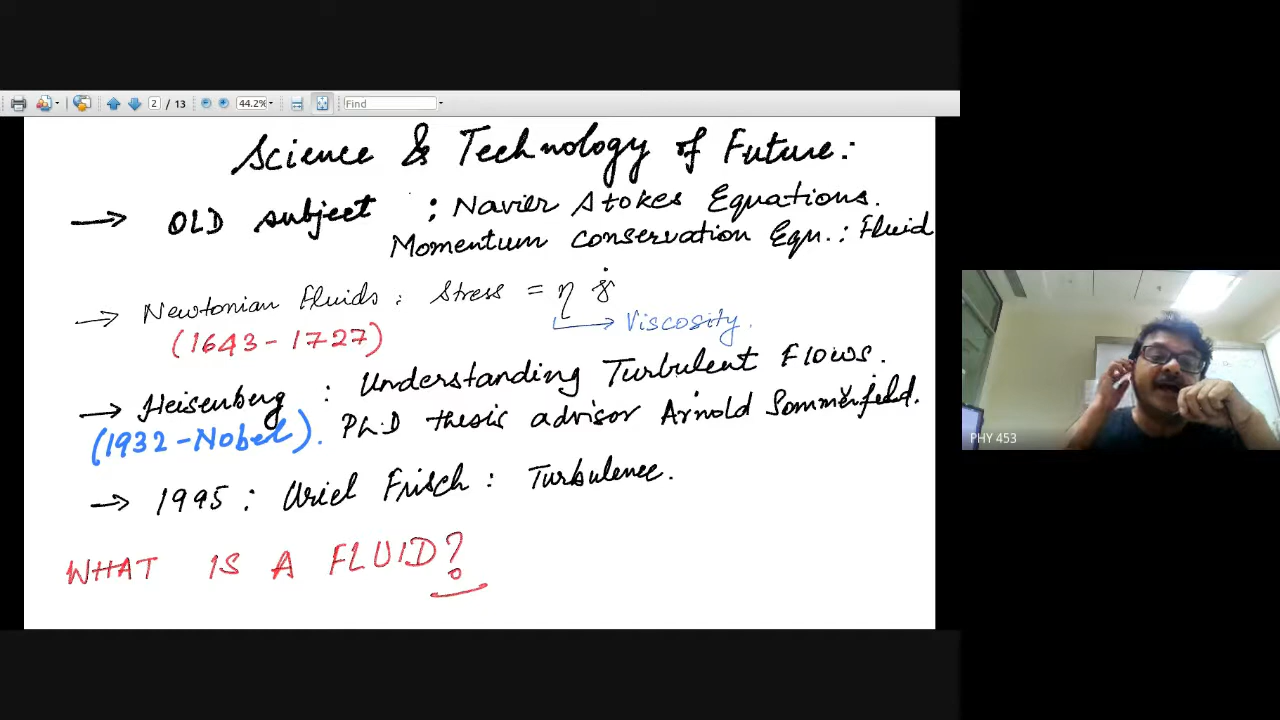 2 / 13 44.2% Find
Science & Technology of Future:
→ OLD subject : Navier Stokes Equations.
Momentum conservation Eqn. : Fluid
→ Newtonian Fluids : Stress = η γ̇
(1643-1727)
Viscosity.
→ Heisenberg : Understanding Turbulent Flows.
(1932-Nobel). Ph.D thesis advisor Arnold Sommerfeld.
→ 1995 : Uriel Frisch : Turbulence.
WHAT IS A FLUID?
PHY 453